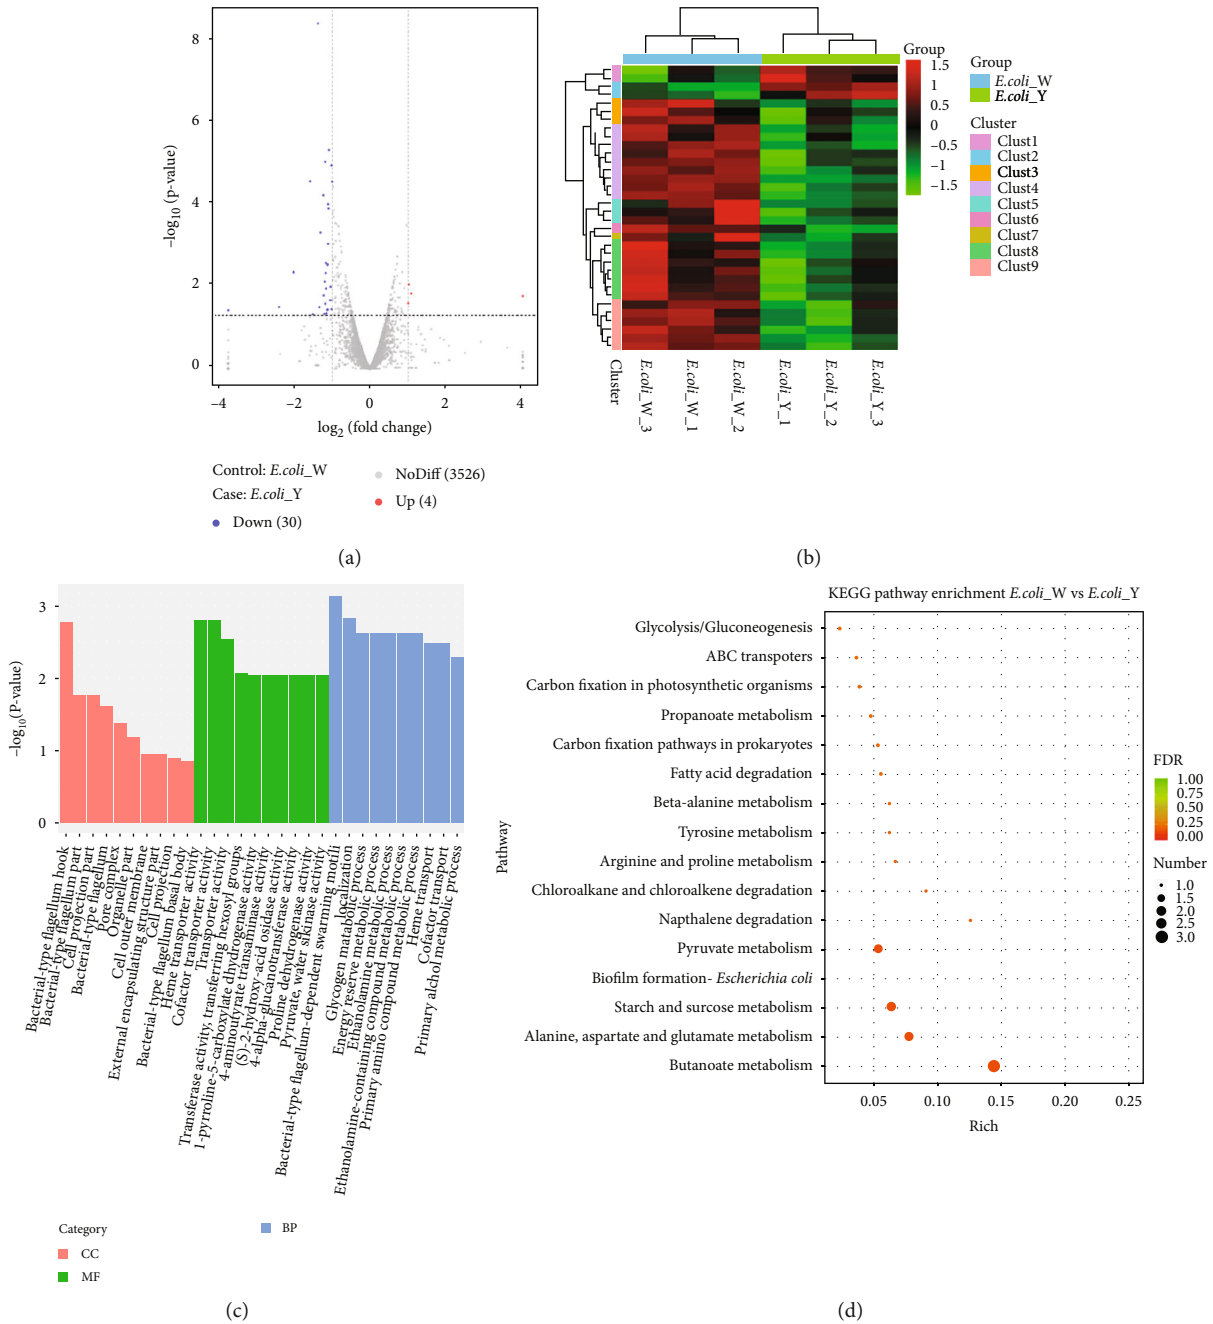 8
6
4
2
0
−log10 (p-value)
−4
−2
0
2
4
log2 (fold change)
Control: E.coli_W
Case: E.coli_Y
Down (30)
NoDiff (3526)
Up (4)
(a)
Group
1.5
1
0.5
0
−0.5
−1
−1.5
Group
E.coli_W
E.coli_Y
Cluster
Clust1
Clust2
Clust3
Clust4
Clust5
Clust6
Clust7
Clust8
Clust9
Cluster
E.coli_W_3
E.coli_W_1
E.coli_W_2
E.coli_Y_1
E.coli_Y_2
E.coli_Y_3
(b)
3
2
1
0
−log10(P-value)
Bacterial-type flagellum hook
Bacterial-type flagellum part
Cell projection part
Bacterial-type flagellum
Pore complex
Organelle part
Cell outer membrane
External encapsulating structure part
Cell projection
Bacterial-type flagellum basal body
Heme transporter activity
Cofactor transporter activity
Transporter activity
Transferase activity, transferring hexosyl groups
1-pyrroline-5-carboxylate dhydrogenase activity
4-aminobutyrate transaminase activity
(S)-2-hydroxy-acid oxidase activity
4-alpha-glucanotransferase activity
Proline dehydrogenase activity
Pyruvate, water sikinase activity
Bacterial-type flagellum-dependent swarming motili
localization
Glycogen matabolic process
Energy reserve metabolic process
Ethanolamine metabolic process
Ethanolamine-containing compound metabolic process
Primary amino compound metabolic process
Heme transport
Cofactor transport
Primary alchol metabolic process
Category
CC
MF
BP
(c)
KEGG pathway enrichment E.coli_W vs E.coli_Y
Pathway
Glycolysis/Gluconeogenesis
ABC transpoters
Carbon fixation in photosynthetic organisms
Propanoate metabolism
Carbon fixation pathways in prokaryotes
Fatty acid degradation
Beta-alanine metabolism
Tyrosine metabolism
Arginine and proline metabolism
Chloroalkane and chloroalkene degradation
Napthalene degradation
Pyruvate metabolism
Biofilm formation- Escherichia coli
Starch and surcose metabolism
Alanine, aspartate and glutamate metabolism
Butanoate metabolism
0.05
0.10
0.15
0.20
0.25
Rich
FDR
1.00
0.75
0.50
0.25
0.00
Number
1.0
1.5
2.0
2.5
3.0
(d)